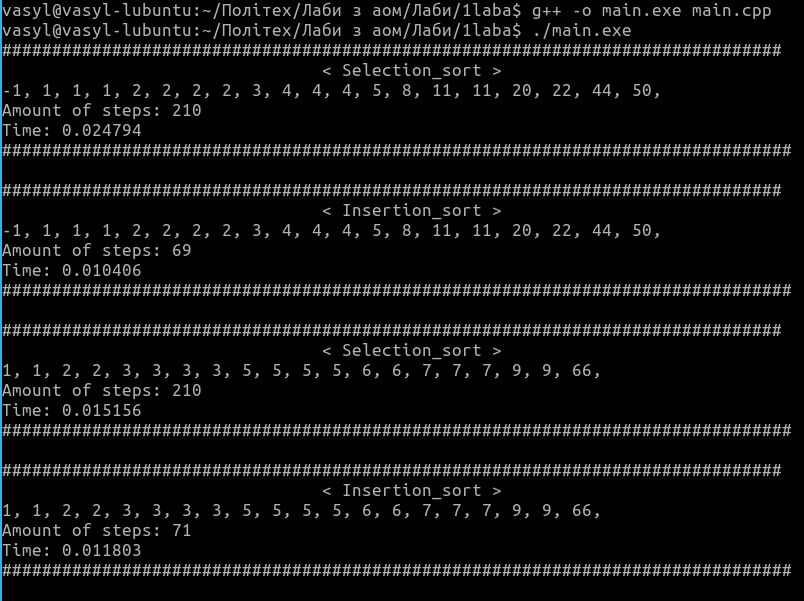 vasyl@vasyl-lubuntu:~/Політех/Лаби з аом/Лаби/1laba$ g++ -o main.exe main.cpp
vasyl@vasyl-lubuntu:~/Політех/Лаби з аом/Лаби/1laba$ ./main.exe
##############################################################################
< Selection_sort >
-1, 1, 1, 1, 2, 2, 2, 2, 3, 4, 4, 4, 5, 8, 11, 11, 20, 22, 44, 50,
Amount of steps: 210
Time: 0.024794
###############################################################################
##############################################################################
< Insertion_sort >
-1, 1, 1, 1, 2, 2, 2, 2, 3, 4, 4, 4, 5, 8, 11, 11, 20, 22, 44, 50,
Amount of steps: 69
Time: 0.010406
###############################################################################
##############################################################################
< Selection_sort >
1, 1, 2, 2, 3, 3, 3, 3, 5, 5, 5, 5, 6, 6, 7, 7, 7, 9, 9, 66,
Amount of steps: 210
Time: 0.015156
###############################################################################
##############################################################################
< Insertion_sort >
1, 1, 2, 2, 3, 3, 3, 3, 5, 5, 5, 5, 6, 6, 7, 7, 7, 9, 9, 66,
Amount of steps: 71
Time: 0.011803
###############################################################################